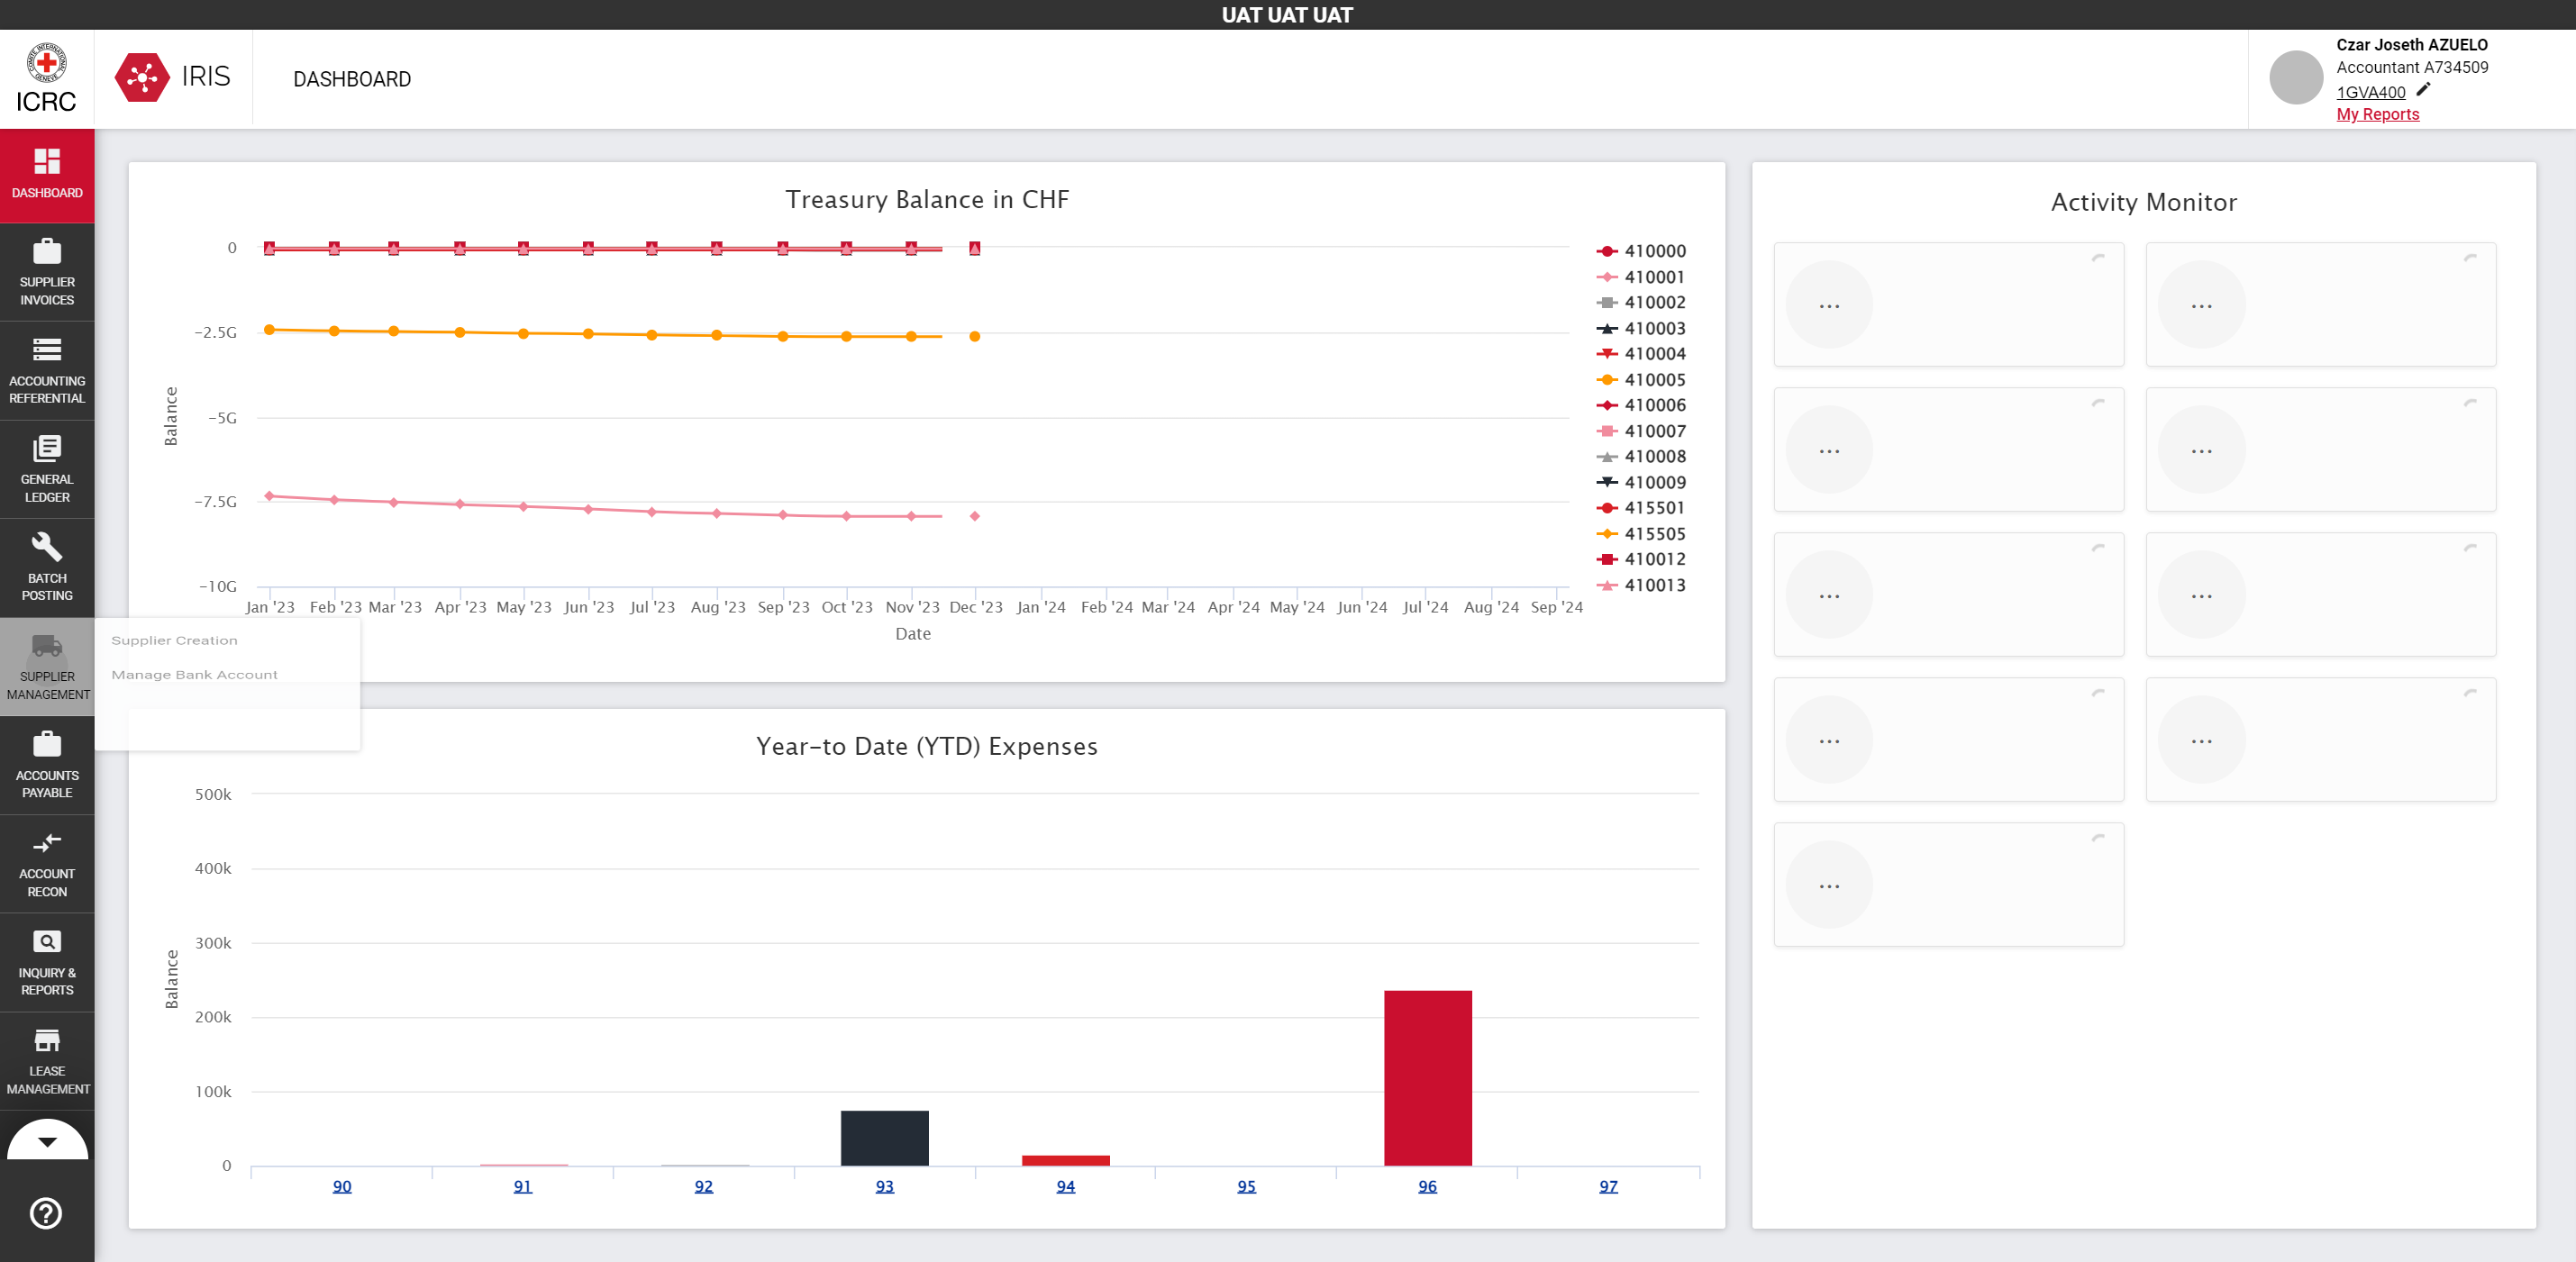 UAT UAT UAT
COMITE INTERNATIONAL GENEVE
ICRC
IRIS
DASHBOARD
Czar Joseth AZUELO
Accountant A734509
1GVA400
My Reports
DASHBOARD
SUPPLIER
INVOICES
ACCOUNTING
REFERENTIAL
GENERAL
LEDGER
BATCH
POSTING
SUPPLIER
MANAGEMENT
Supplier Creation
Manage Bank Account
ACCOUNTS
PAYABLE
ACCOUNT
RECON
INQUIRY &
REPORTS
LEASE
MANAGEMENT
Treasury Balance in CHF
0
−2.5G
−5G
−7.5G
−10G
Balance
Jan '23 Feb '23 Mar '23 Apr '23 May '23 Jun '23 Jul '23 Aug '23 Sep '23 Oct '23 Nov '23 Dec '23 Jan '24 Feb '24 Mar '24 Apr '24 May '24 Jun '24 Jul '24 Aug '24 Sep '24
Date
410000
410001
410002
410003
410004
410005
410006
410007
410008
410009
415501
415505
410012
410013
Year-to Date (YTD) Expenses
500k
400k
300k
200k
100k
0
Balance
90 91 92 93 94 95 96 97
Activity Monitor
... ...
... ...
... ...
... ...
...